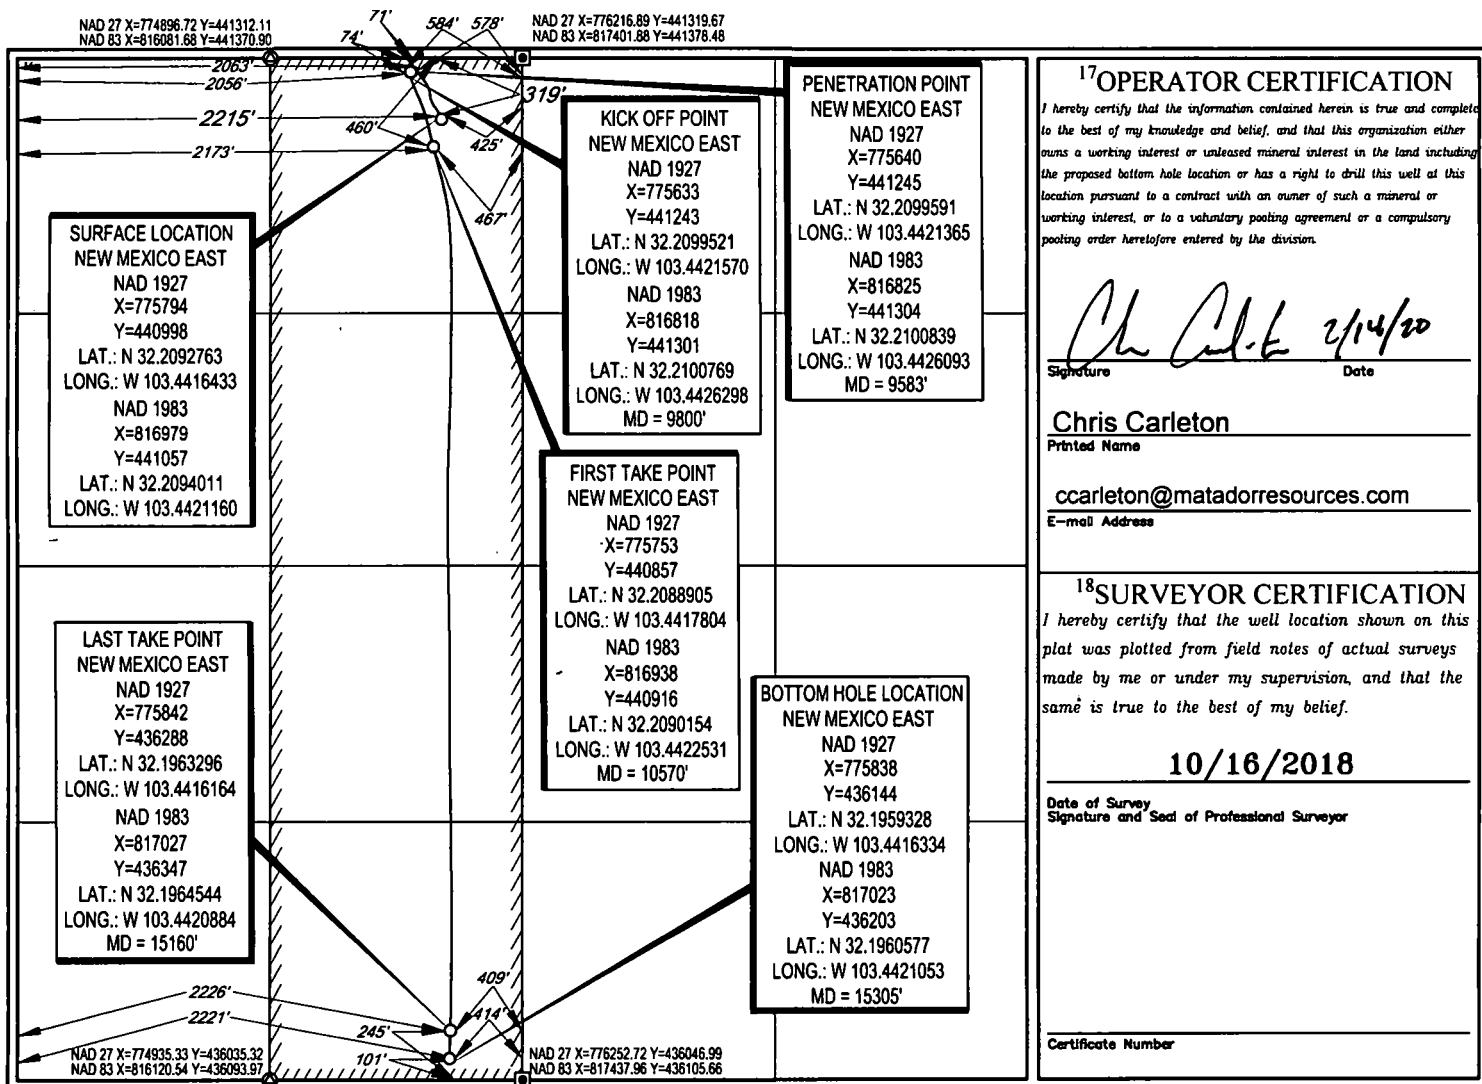 NAD 27 X=774896.72 Y=441312.11
NAD 83 X=816081.68 Y=441370.90
71'
74'
584'
578'
NAD 27 X=776216.89 Y=441319.67
NAD 83 X=817401.88 Y=441378.48
2063'
2056'
2215'
2173'
319'
460'
425'
467'
SURFACE LOCATION
NEW MEXICO EAST
NAD 1927
X=775794
Y=440998
LAT.: N 32.2092763
LONG.: W 103.4416433
NAD 1983
X=816979
Y=441057
LAT.: N 32.2094011
LONG.: W 103.4421160
KICK OFF POINT
NEW MEXICO EAST
NAD 1927
X=775633
Y=441243
LAT.: N 32.2099521
LONG.: W 103.4421570
NAD 1983
X=816818
Y=441301
LAT.: N 32.2100769
LONG.: W 103.4426298
MD = 9800'
PENETRATION POINT
NEW MEXICO EAST
NAD 1927
X=775640
Y=441245
LAT.: N 32.2099591
LONG.: W 103.4421365
NAD 1983
X=816825
Y=441304
LAT.: N 32.2100839
LONG.: W 103.4426093
MD = 9583'
FIRST TAKE POINT
NEW MEXICO EAST
NAD 1927
X=775753
Y=440857
LAT.: N 32.2088905
LONG.: W 103.4417804
NAD 1983
X=816938
Y=440916
LAT.: N 32.2090154
LONG.: W 103.4422531
MD = 10570'
LAST TAKE POINT
NEW MEXICO EAST
NAD 1927
X=775842
Y=436288
LAT.: N 32.1963296
LONG.: W 103.4416164
NAD 1983
X=817027
Y=436347
LAT.: N 32.1964544
LONG.: W 103.4420884
MD = 15160'
BOTTOM HOLE LOCATION
NEW MEXICO EAST
NAD 1927
X=775838
Y=436144
LAT.: N 32.1959328
LONG.: W 103.4416334
NAD 1983
X=817023
Y=436203
LAT.: N 32.1960577
LONG.: W 103.4421053
MD = 15305'
2226'
2221'
409'
414'
245'
101'
NAD 27 X=774935.33 Y=436035.32
NAD 83 X=816120.54 Y=436093.97
NAD 27 X=776252.72 Y=436046.99
NAD 83 X=817437.96 Y=436105.66
17OPERATOR CERTIFICATION
I hereby certify that the information contained herein is true and complete
to the best of my knowledge and belief, and that this organization either
owns a working interest or unleased mineral interest in the land including
the proposed bottom hole location or has a right to drill this well at this
location pursuant to a contract with an owner of such a mineral or
working interest, or to a voluntary pooling agreement or a compulsory
pooling order heretofore entered by the division.
2/14/20
Signature Date
Chris Carleton
Printed Name
ccarleton@matadorresources.com
E-mail Address
18SURVEYOR CERTIFICATION
I hereby certify that the well location shown on this
plat was plotted from field notes of actual surveys
made by me or under my supervision, and that the
same is true to the best of my belief.
10/16/2018
Date of Survey
Signature and Seal of Professional Surveyor
Certificate Number